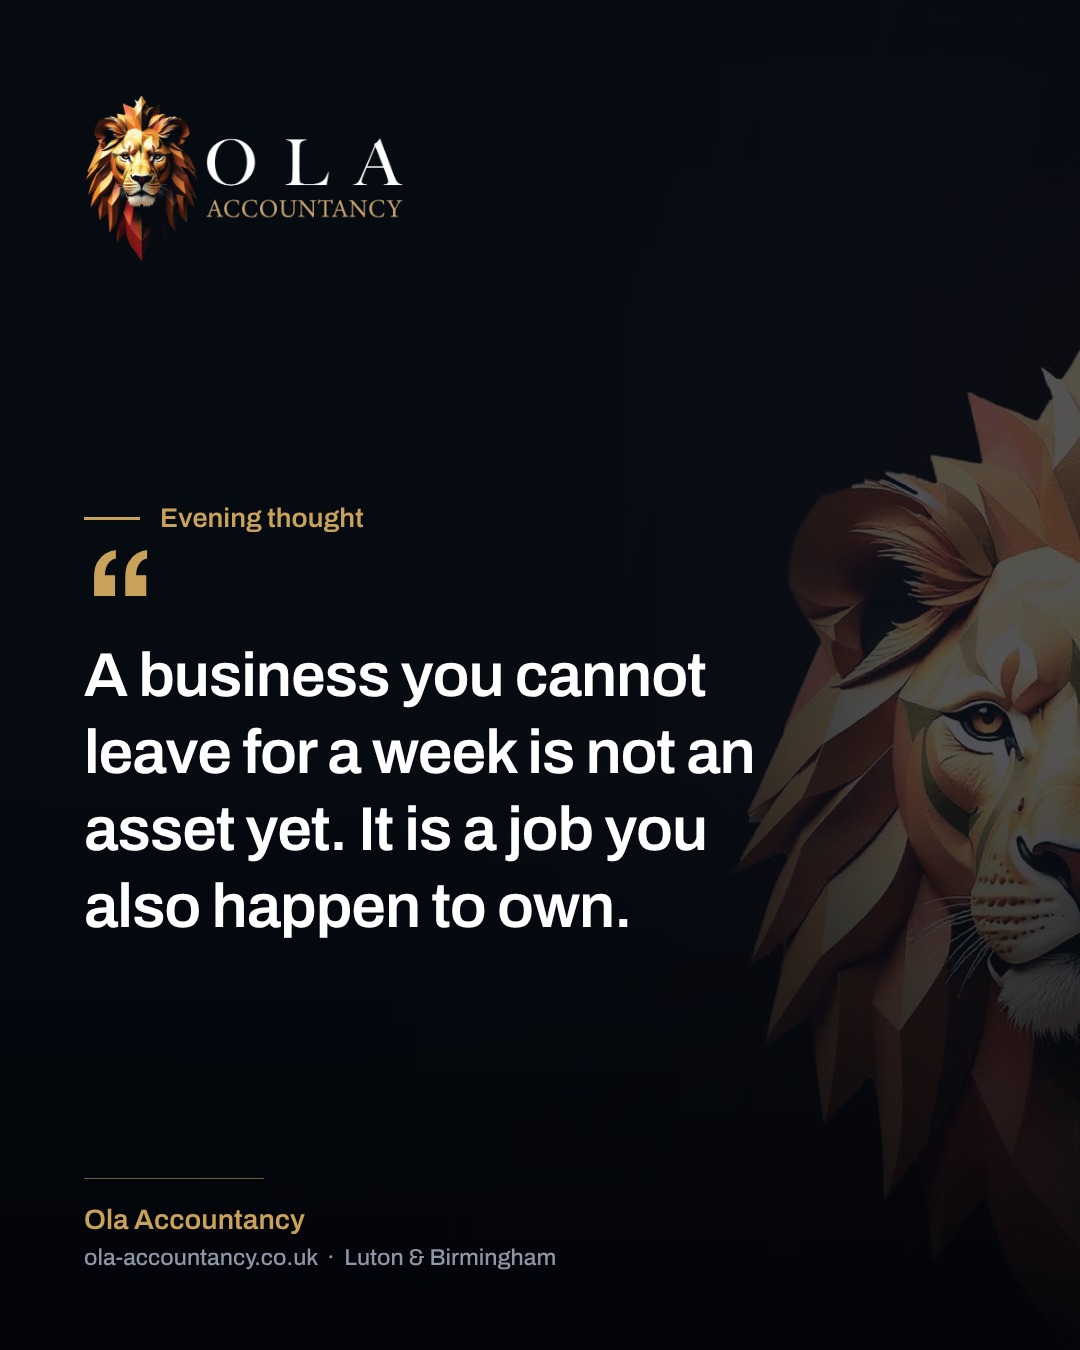 OLA
ACCOUNTANCY
Evening thought
“
A business you cannot
leave for a week is not an
asset yet. It is a job you
also happen to own.
Ola Accountancy
ola-accountancy.co.uk · Luton & Birmingham